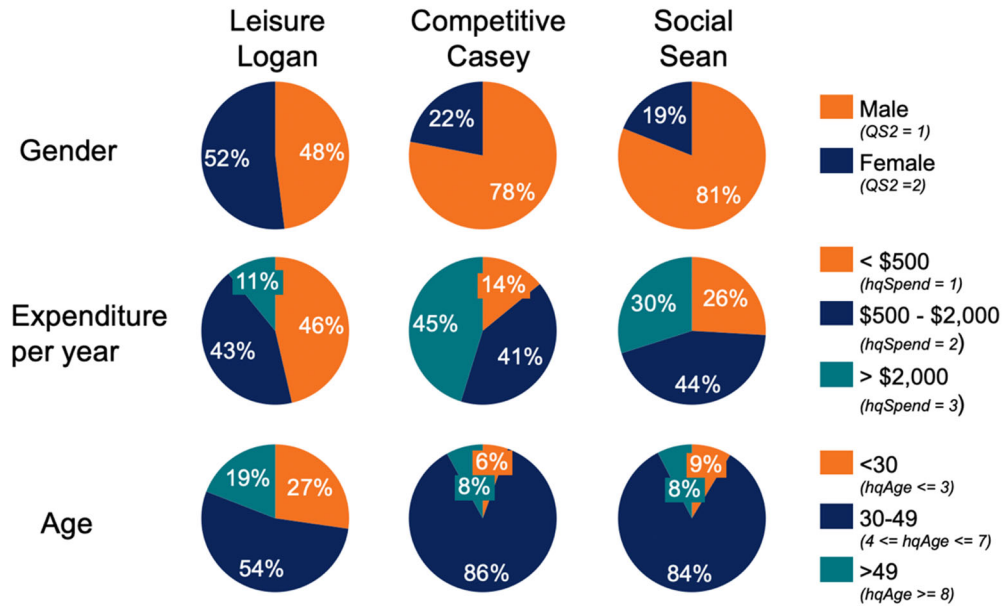 Leisure
Logan
Competitive
Casey
Social
Sean
Gender
52%
48%
22%
78%
19%
81%
Male
(QS2 = 1)
Female
(QS2 =2)
Expenditure
per year
11%
46%
43%
14%
45%
41%
30%
26%
44%
< $500
(hqSpend = 1)
$500 - $2,000
(hqSpend = 2)
> $2,000
(hqSpend = 3)
Age
19%
27%
54%
6%
8%
86%
9%
8%
84%
<30
(hqAge <= 3)
30-49
(4 <= hqAge <= 7)
>49
(hqAge >= 8)